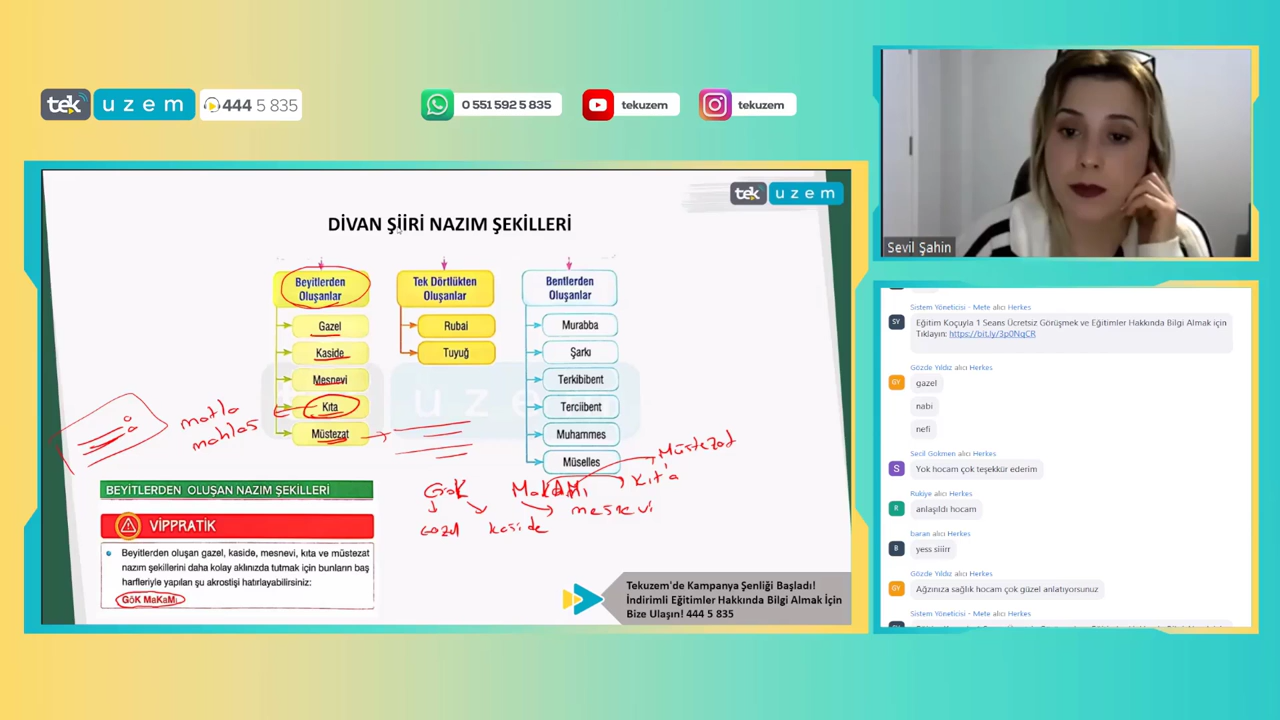 tek uzem 444 5 835
0 551 592 5 835
tekuzem
tekuzem
Sevil Şahin
tek uzem
DİVAN ŞİİRİ NAZIM ŞEKİLLERİ
Beyitlerden
Oluşanlar
Gazel
Kaside
Mesnevi
Kıta
Müstezat
Tek Dörtlükten
Oluşanlar
Rubai
Tuyuğ
Bentlerden
Oluşanlar
Murabba
Şarkı
Terkibibent
Terciibent
Muhammes
Müselles
uzem
matla
mahlas
GöK MaKaMı
Müstezat
Kıt'a
mesnevi
Gazel kaside
BEYİTLERDEN OLUŞAN NAZIM ŞEKİLLERİ
VİPPRATİK
Beyitlerden oluşan gazel, kaside, mesnevi, kıta ve müstezat
nazım şekillerini daha kolay aklınızda tutmak için bunların baş
harfleriyle yapılan şu akrostişi hatırlayabilirsiniz:
GöK MaKaMı
Tekuzem'de Kampanya Şenliği Başladı!
İndirimli Eğitimler Hakkında Bilgi Almak İçin
Bize Ulaşın! 444 5 835
Sistem Yöneticisi - Mete alıcı Herkes
SY
Eğitim Koçuyla 1 Seans Ücretsiz Görüşmek ve Eğitimler Hakkında Bilgi Almak için
Tıklayın: https://bit.ly/3p0NqCR
Gözde Yıldız alıcı Herkes
GY
gazel
nabi
nefi
Secil Gokmen alıcı Herkes
S
Yok hocam çok teşekkür ederim
Rukiye alıcı Herkes
R
anlaşıldı hocam
baran alıcı Herkes
B
yess siiirr
Gözde Yıldız alıcı Herkes
GY
Ağzınıza sağlık hocam çok güzel anlatıyorsunuz
Sistem Yöneticisi - Mete alıcı Herkes